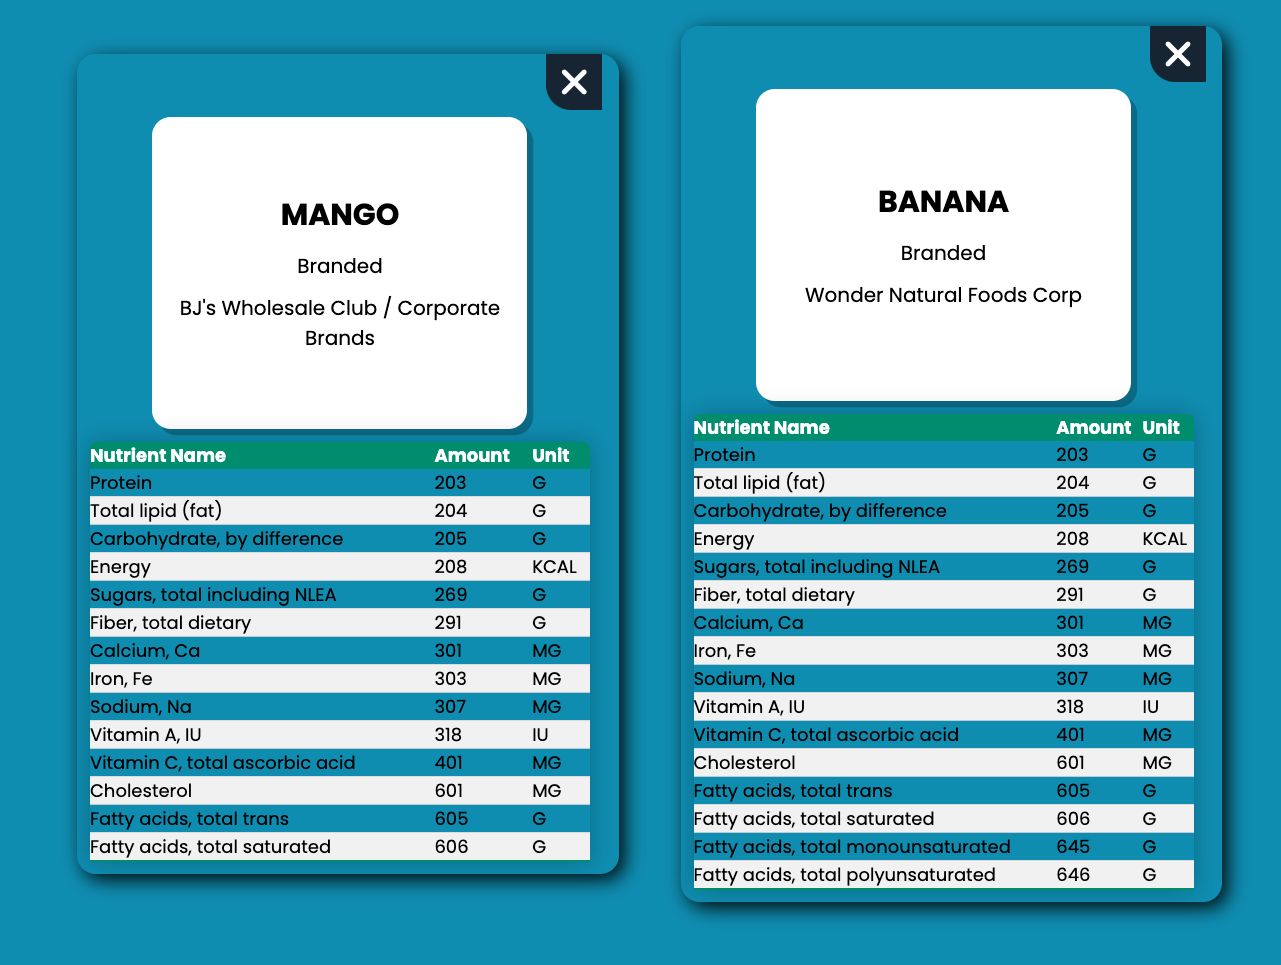 MANGO
Branded
BJ's Wholesale Club / Corporate
Brands
Nutrient Name Amount Unit
Protein 203 G
Total lipid (fat) 204 G
Carbohydrate, by difference 205 G
Energy 208 KCAL
Sugars, total including NLEA 269 G
Fiber, total dietary 291 G
Calcium, Ca 301 MG
Iron, Fe 303 MG
Sodium, Na 307 MG
Vitamin A, IU 318 IU
Vitamin C, total ascorbic acid 401 MG
Cholesterol 601 MG
Fatty acids, total trans 605 G
Fatty acids, total saturated 606 G
BANANA
Branded
Wonder Natural Foods Corp
Nutrient Name Amount Unit
Protein 203 G
Total lipid (fat) 204 G
Carbohydrate, by difference 205 G
Energy 208 KCAL
Sugars, total including NLEA 269 G
Fiber, total dietary 291 G
Calcium, Ca 301 MG
Iron, Fe 303 MG
Sodium, Na 307 MG
Vitamin A, IU 318 IU
Vitamin C, total ascorbic acid 401 MG
Cholesterol 601 MG
Fatty acids, total trans 605 G
Fatty acids, total saturated 606 G
Fatty acids, total monounsaturated 645 G
Fatty acids, total polyunsaturated 646 G